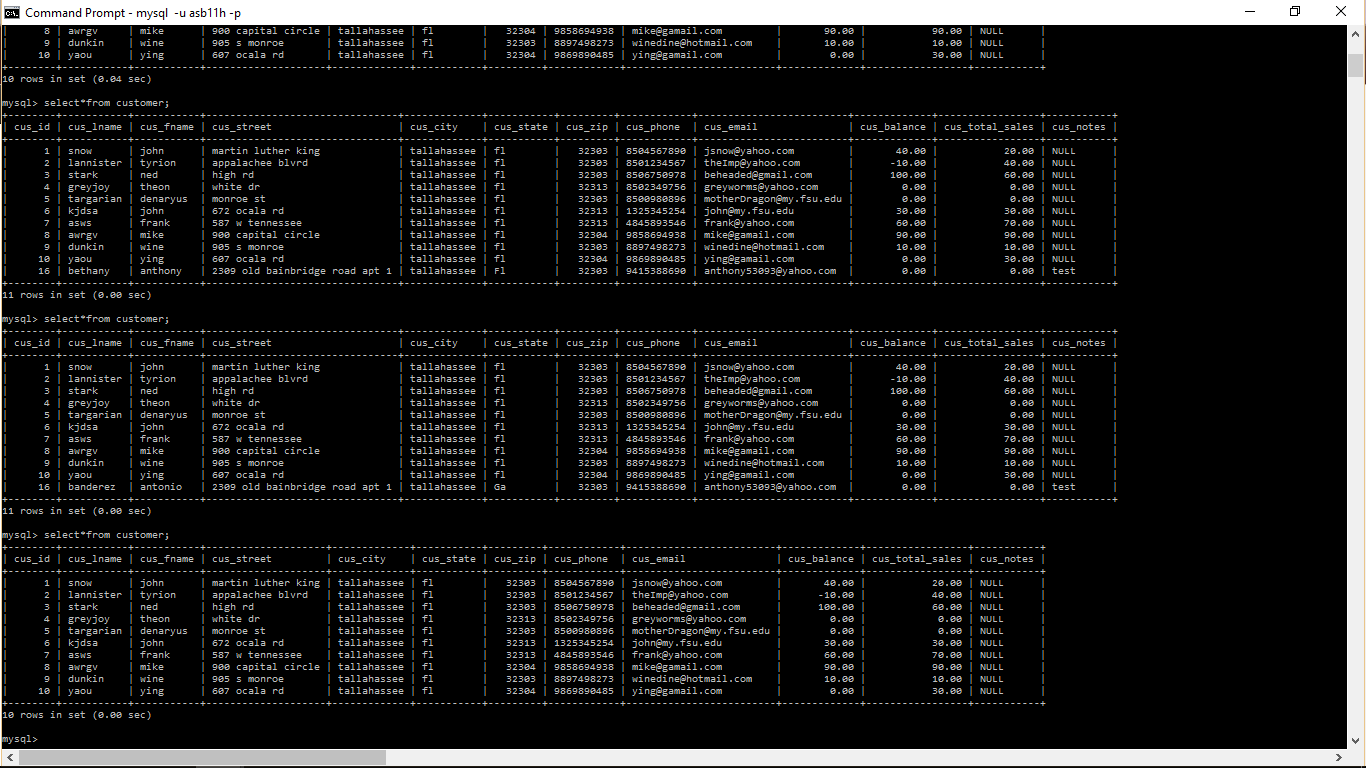 Command Prompt - mysql -u asb11h -p
| 8 | awrgv | mike | 900 capital circle | tallahassee | fl | 32304 | 9858694938 | mike@gamail.com | 90.00 | 90.00 | NULL |
| 9 | dunkin | wine | 905 s monroe | tallahassee | fl | 32303 | 8897498273 | winedine@hotmail.com | 10.00 | 10.00 | NULL |
| 10 | yaou | ying | 607 ocala rd | tallahassee | fl | 32304 | 9869890485 | ying@gamail.com | 0.00 | 30.00 | NULL |
10 rows in set (0.04 sec)
mysql> select*from customer;
| cus_id | cus_lname | cus_fname | cus_street | cus_city | cus_state | cus_zip | cus_phone | cus_email | cus_balance | cus_total_sales | cus_notes |
| 1 | snow | john | martin luther king | tallahassee | fl | 32303 | 8504567890 | jsnow@yahoo.com | 40.00 | 20.00 | NULL |
| 2 | lannister | tyrion | appalachee blvrd | tallahassee | fl | 32303 | 8501234567 | theImp@yahoo.com | -10.00 | 40.00 | NULL |
| 3 | stark | ned | high rd | tallahassee | fl | 32303 | 8506750978 | beheaded@gmail.com | 100.00 | 60.00 | NULL |
| 4 | greyjoy | theon | white dr | tallahassee | fl | 32313 | 8502349756 | greyworms@yahoo.com | 0.00 | 0.00 | NULL |
| 5 | targarian | denaryus | monroe st | tallahassee | fl | 32303 | 8500980896 | motherDragon@my.fsu.edu | 0.00 | 0.00 | NULL |
| 6 | kjdsa | john | 672 ocala rd | tallahassee | fl | 32313 | 1325345254 | john@my.fsu.edu | 30.00 | 30.00 | NULL |
| 7 | asws | frank | 587 w tennessee | tallahassee | fl | 32313 | 4845893546 | frank@yahoo.com | 60.00 | 70.00 | NULL |
| 8 | awrgv | mike | 900 capital circle | tallahassee | fl | 32304 | 9858694938 | mike@gamail.com | 90.00 | 90.00 | NULL |
| 9 | dunkin | wine | 905 s monroe | tallahassee | fl | 32303 | 8897498273 | winedine@hotmail.com | 10.00 | 10.00 | NULL |
| 10 | yaou | ying | 607 ocala rd | tallahassee | fl | 32304 | 9869890485 | ying@gamail.com | 0.00 | 30.00 | NULL |
| 16 | bethany | anthony | 2309 old bainbridge road apt 1 | tallahassee | Fl | 32303 | 9415388690 | anthony53093@yahoo.com | 0.00 | 0.00 | test |
11 rows in set (0.00 sec)
mysql> select*from customer;
| cus_id | cus_lname | cus_fname | cus_street | cus_city | cus_state | cus_zip | cus_phone | cus_email | cus_balance | cus_total_sales | cus_notes |
| 1 | snow | john | martin luther king | tallahassee | fl | 32303 | 8504567890 | jsnow@yahoo.com | 40.00 | 20.00 | NULL |
| 2 | lannister | tyrion | appalachee blvrd | tallahassee | fl | 32303 | 8501234567 | theImp@yahoo.com | -10.00 | 40.00 | NULL |
| 3 | stark | ned | high rd | tallahassee | fl | 32303 | 8506750978 | beheaded@gmail.com | 100.00 | 60.00 | NULL |
| 4 | greyjoy | theon | white dr | tallahassee | fl | 32313 | 8502349756 | greyworms@yahoo.com | 0.00 | 0.00 | NULL |
| 5 | targarian | denaryus | monroe st | tallahassee | fl | 32303 | 8500980896 | motherDragon@my.fsu.edu | 0.00 | 0.00 | NULL |
| 6 | kjdsa | john | 672 ocala rd | tallahassee | fl | 32313 | 1325345254 | john@my.fsu.edu | 30.00 | 30.00 | NULL |
| 7 | asws | frank | 587 w tennessee | tallahassee | fl | 32313 | 4845893546 | frank@yahoo.com | 60.00 | 70.00 | NULL |
| 8 | awrgv | mike | 900 capital circle | tallahassee | fl | 32304 | 9858694938 | mike@gamail.com | 90.00 | 90.00 | NULL |
| 9 | dunkin | wine | 905 s monroe | tallahassee | fl | 32303 | 8897498273 | winedine@hotmail.com | 10.00 | 10.00 | NULL |
| 10 | yaou | ying | 607 ocala rd | tallahassee | fl | 32304 | 9869890485 | ying@gamail.com | 0.00 | 30.00 | NULL |
| 16 | banderez | antonio | 2309 old bainbridge road apt 1 | tallahassee | Ga | 32303 | 9415388690 | anthony53093@yahoo.com | 0.00 | 0.00 | test |
11 rows in set (0.00 sec)
mysql> select*from customer;
| cus_id | cus_lname | cus_fname | cus_street | cus_city | cus_state | cus_zip | cus_phone | cus_email | cus_balance | cus_total_sales | cus_notes |
| 1 | snow | john | martin luther king | tallahassee | fl | 32303 | 8504567890 | jsnow@yahoo.com | 40.00 | 20.00 | NULL |
| 2 | lannister | tyrion | appalachee blvrd | tallahassee | fl | 32303 | 8501234567 | theImp@yahoo.com | -10.00 | 40.00 | NULL |
| 3 | stark | ned | high rd | tallahassee | fl | 32303 | 8506750978 | beheaded@gmail.com | 100.00 | 60.00 | NULL |
| 4 | greyjoy | theon | white dr | tallahassee | fl | 32313 | 8502349756 | greyworms@yahoo.com | 0.00 | 0.00 | NULL |
| 5 | targarian | denaryus | monroe st | tallahassee | fl | 32303 | 8500980896 | motherDragon@my.fsu.edu | 0.00 | 0.00 | NULL |
| 6 | kjdsa | john | 672 ocala rd | tallahassee | fl | 32313 | 1325345254 | john@my.fsu.edu | 30.00 | 30.00 | NULL |
| 7 | asws | frank | 587 w tennessee | tallahassee | fl | 32313 | 4845893546 | frank@yahoo.com | 60.00 | 70.00 | NULL |
| 8 | awrgv | mike | 900 capital circle | tallahassee | fl | 32304 | 9858694938 | mike@gamail.com | 90.00 | 90.00 | NULL |
| 9 | dunkin | wine | 905 s monroe | tallahassee | fl | 32303 | 8897498273 | winedine@hotmail.com | 10.00 | 10.00 | NULL |
| 10 | yaou | ying | 607 ocala rd | tallahassee | fl | 32304 | 9869890485 | ying@gamail.com | 0.00 | 30.00 | NULL |
10 rows in set (0.00 sec)
mysql>